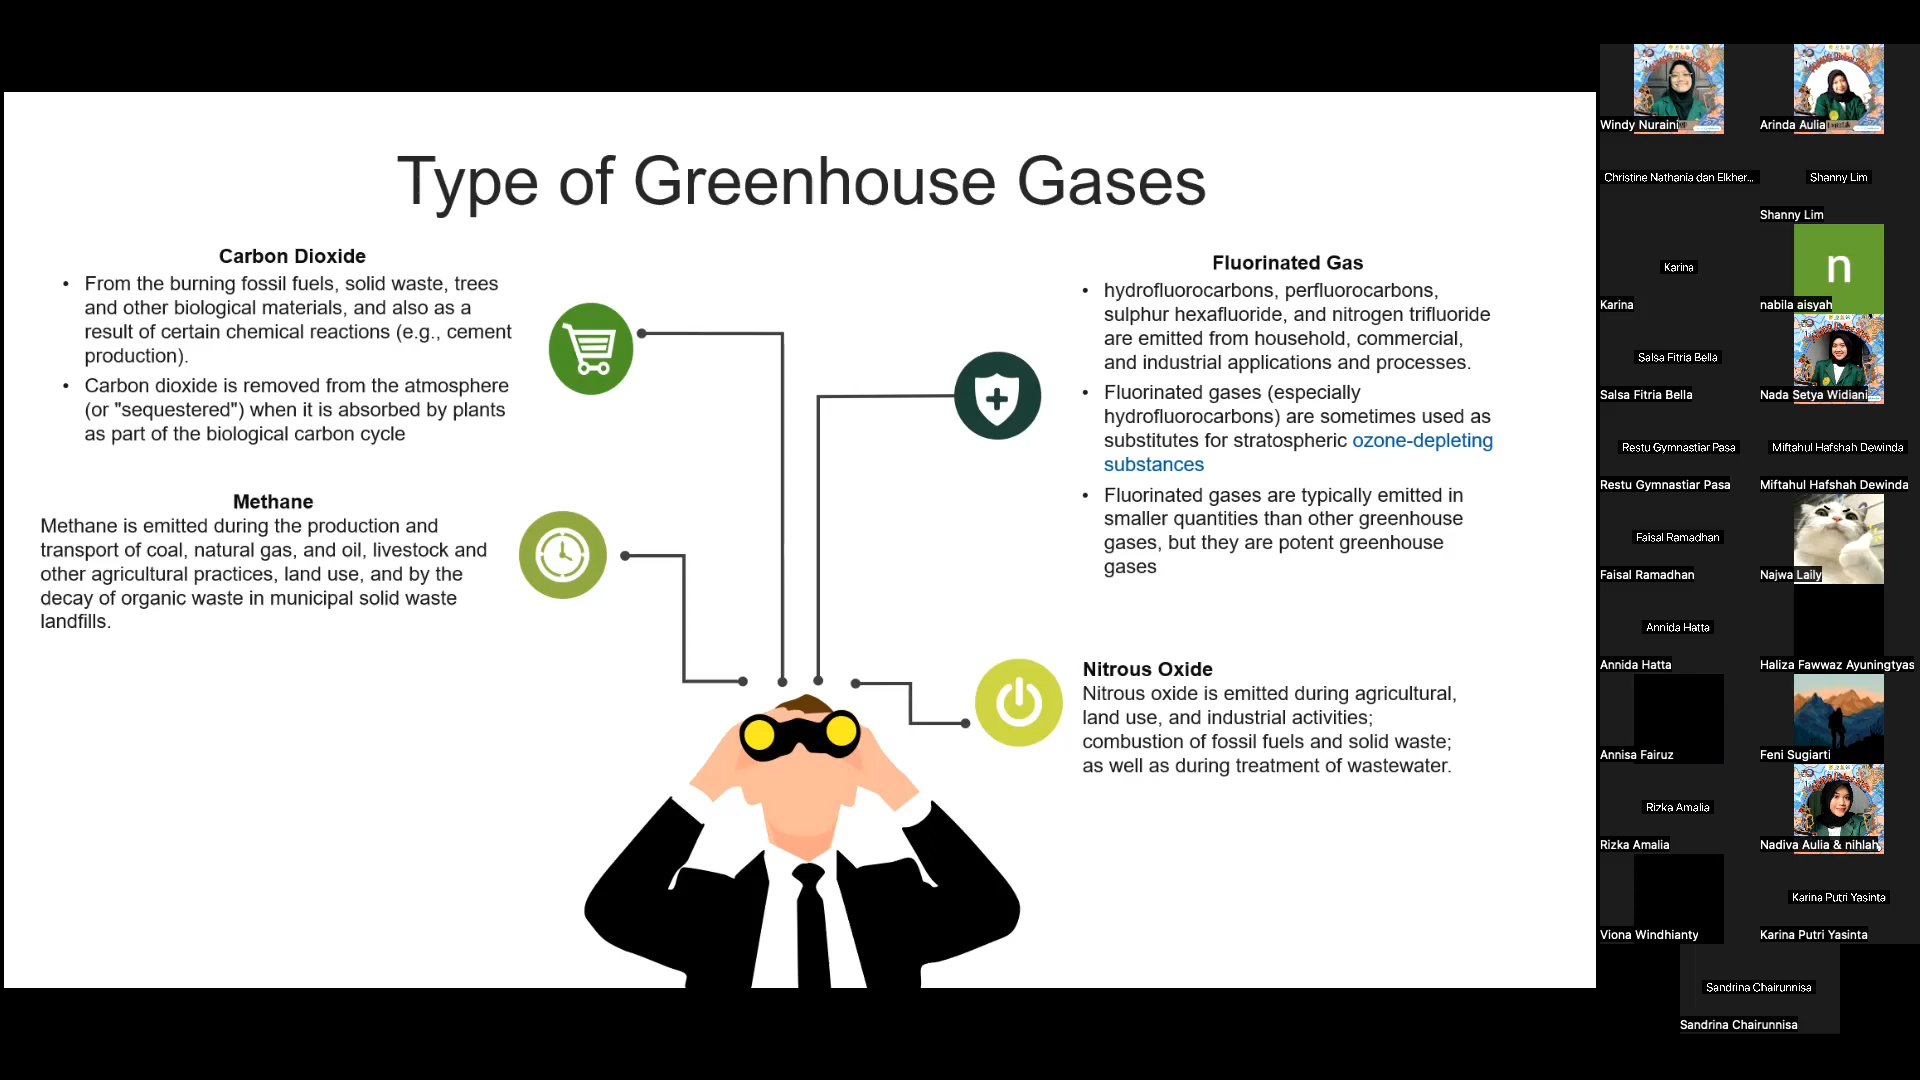 Type of Greenhouse Gases
Carbon Dioxide
• From the burning fossil fuels, solid waste, trees
and other biological materials, and also as a
result of certain chemical reactions (e.g., cement
production).
• Carbon dioxide is removed from the atmosphere
(or "sequestered") when it is absorbed by plants
as part of the biological carbon cycle
Methane
Methane is emitted during the production and
transport of coal, natural gas, and oil, livestock and
other agricultural practices, land use, and by the
decay of organic waste in municipal solid waste
landfills.
Fluorinated Gas
• hydrofluorocarbons, perfluorocarbons,
sulphur hexafluoride, and nitrogen trifluoride
are emitted from household, commercial,
and industrial applications and processes.
• Fluorinated gases (especially
hydrofluorocarbons) are sometimes used as
substitutes for stratospheric ozone-depleting
substances
• Fluorinated gases are typically emitted in
smaller quantities than other greenhouse
gases, but they are potent greenhouse
gases
Nitrous Oxide
Nitrous oxide is emitted during agricultural,
land use, and industrial activities;
combustion of fossil fuels and solid waste;
as well as during treatment of wastewater.
Windy Nuraini
Arinda Aulia
Christine Nathania dan Elkher...
Shanny Lim
Shanny Lim
Karina
Karina
n
nabila aisyah
Salsa Fitria Bella
Salsa Fitria Bella
Nada Setya Widiani
Restu Gymnastiar Pasa
Restu Gymnastiar Pasa
Miftahul Hafshah Dewinda
Miftahul Hafshah Dewinda
Faisal Ramadhan
Faisal Ramadhan
Najwa Laily
Annida Hatta
Annida Hatta
Haliza Fawwaz Ayuningtyas
Annisa Fairuz
Feni Sugiarti
Rizka Amalia
Rizka Amalia
Nadiva Aulia & nihlah
Viona Windhianty
Karina Putri Yasinta
Karina Putri Yasinta
Sandrina Chairunnisa
Sandrina Chairunnisa